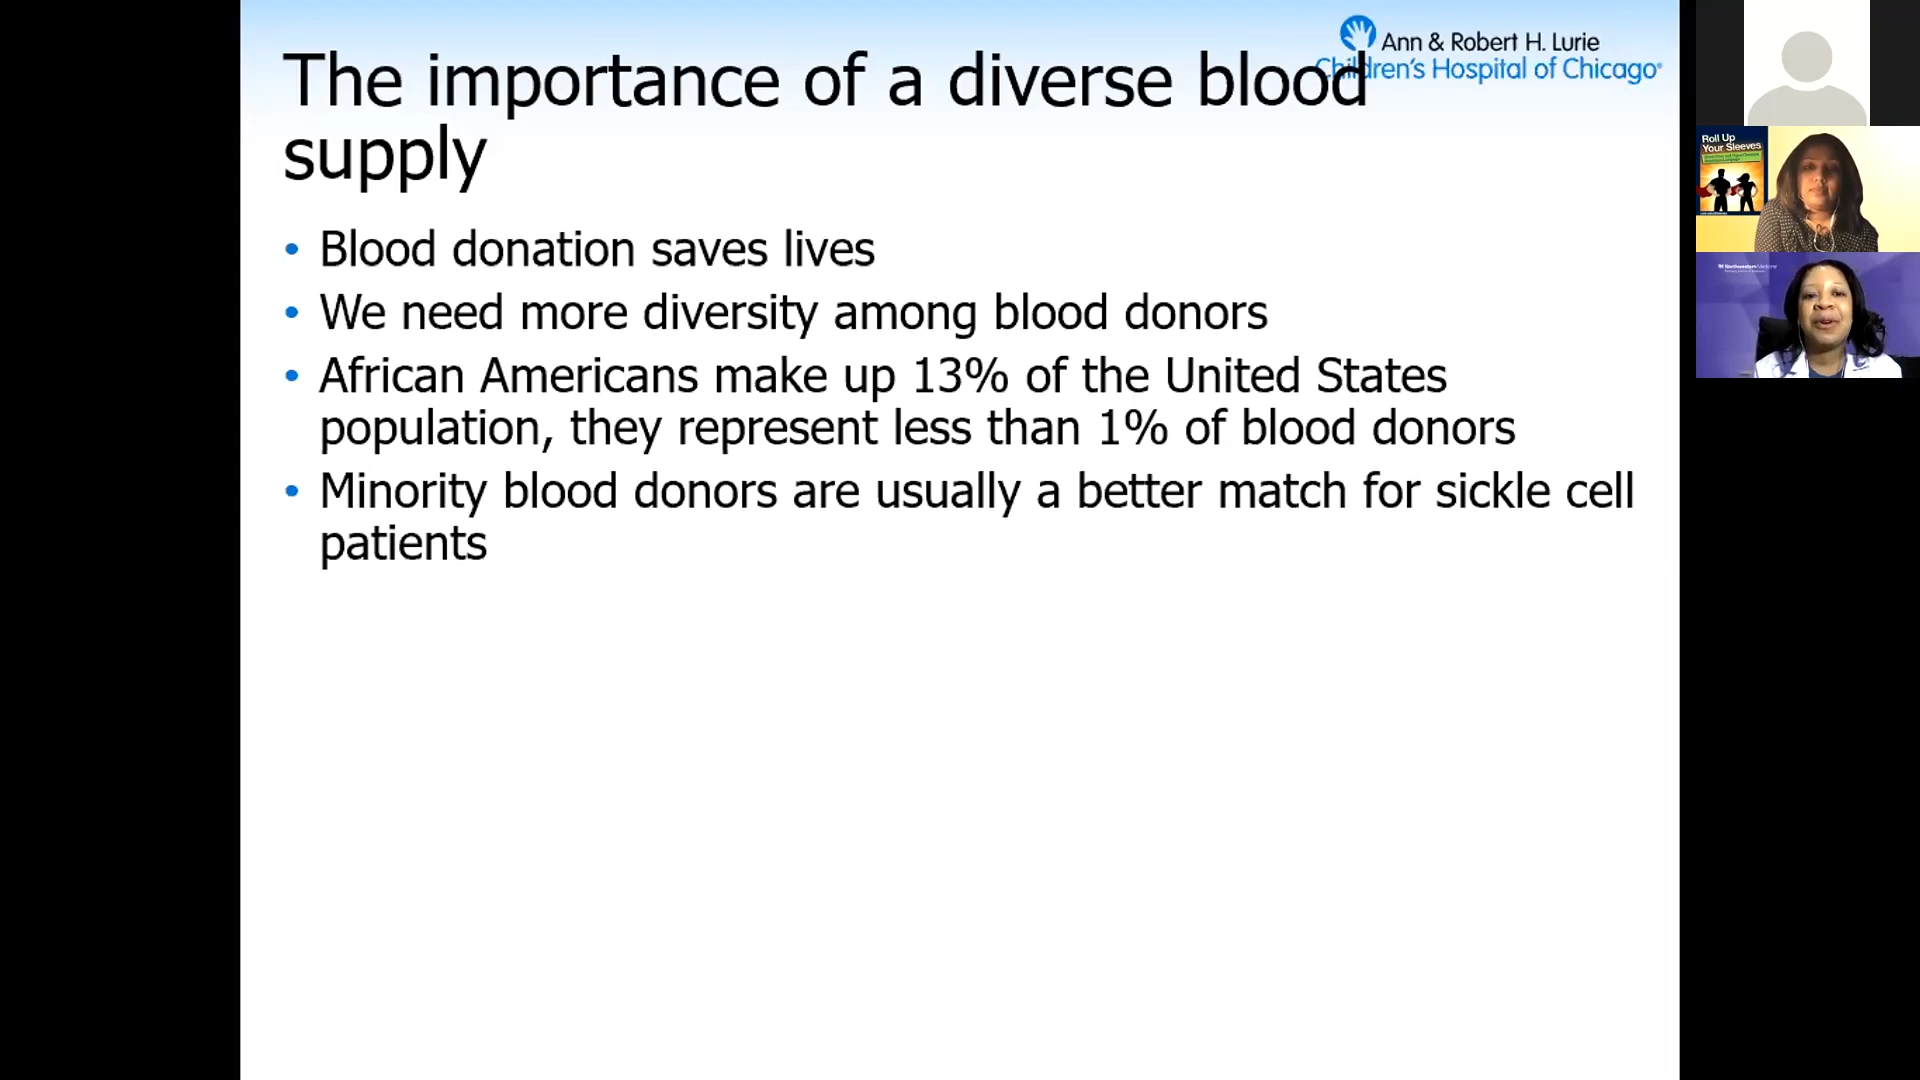 Ann & Robert H. Lurie
Children's Hospital of Chicago
The importance of a diverse blood
supply
• Blood donation saves lives
• We need more diversity among blood donors
• African Americans make up 13% of the United States
population, they represent less than 1% of blood donors
• Minority blood donors are usually a better match for sickle cell
patients
Roll Up
Your Sleeves
Northwestern Medicine